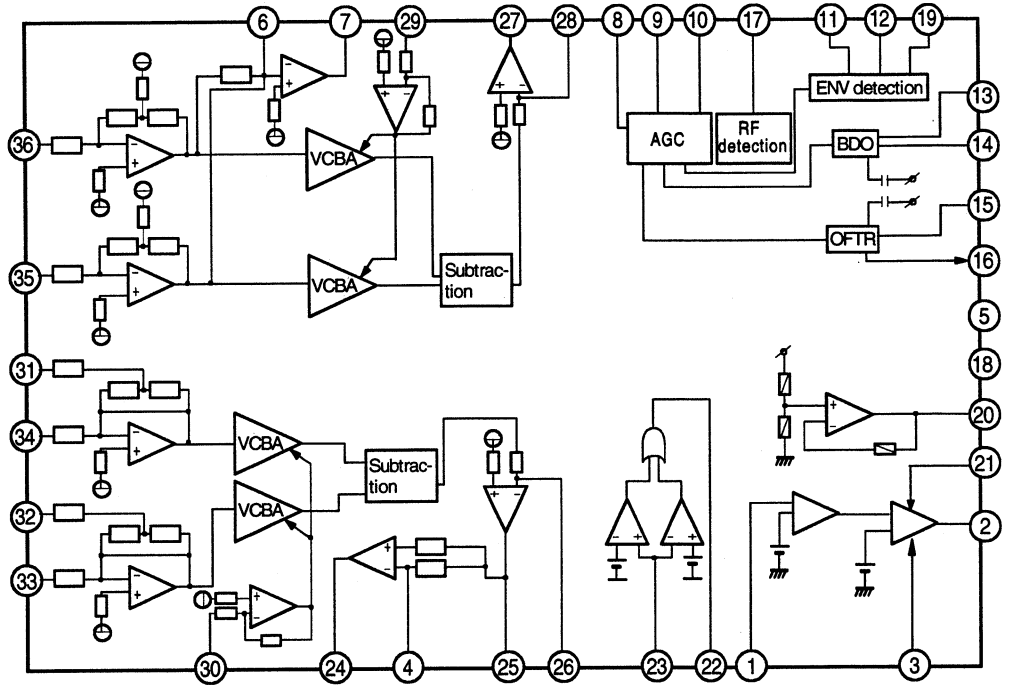 6 7 29 27 28 8 9 10 17 11 12 19
ENV detection
13
36
VCBA
AGC
RF
detection
BDO
14
15
OFTR
35
VCBA
Subtrac-
tion
16
5
31
18
34
VCBA
Subtrac-
tion
20
21
32
VCBA
2
33
30 24 4 25 26 23 22 1 3